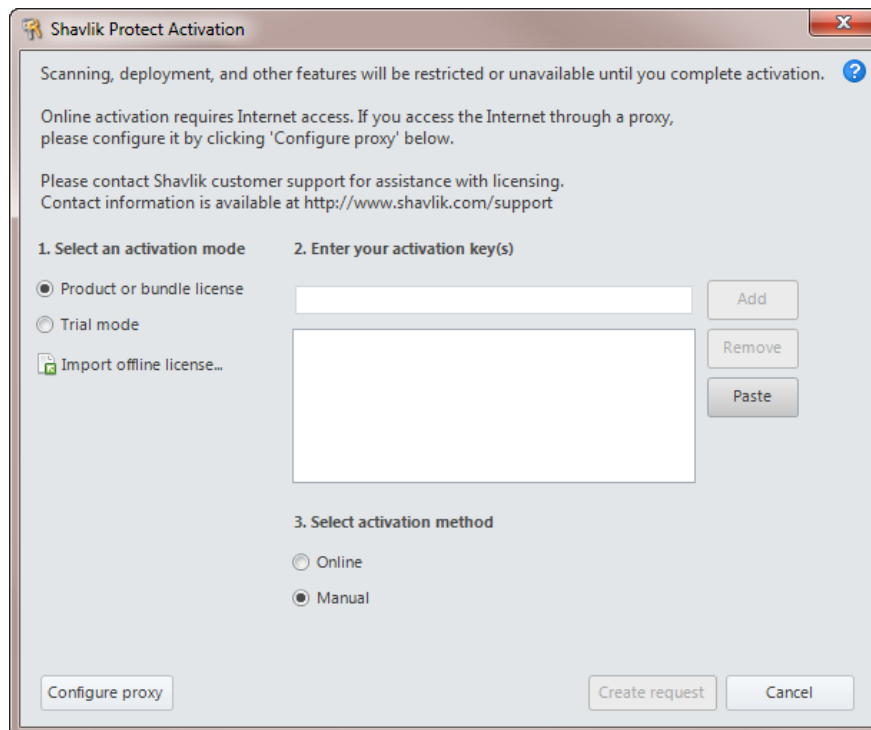 Shavlik Protect Activation
Scanning, deployment, and other features will be restricted or unavailable until you complete activation.
Online activation requires Internet access. If you access the Internet through a proxy,
please configure it by clicking 'Configure proxy' below.
Please contact Shavlik customer support for assistance with licensing.
Contact information is available at http://www.shavlik.com/support
1. Select an activation mode
Product or bundle license
Trial mode
Import offline license...
2. Enter your activation key(s)
Add
Remove
Paste
3. Select activation method
Online
Manual
Configure proxy
Create request
Cancel